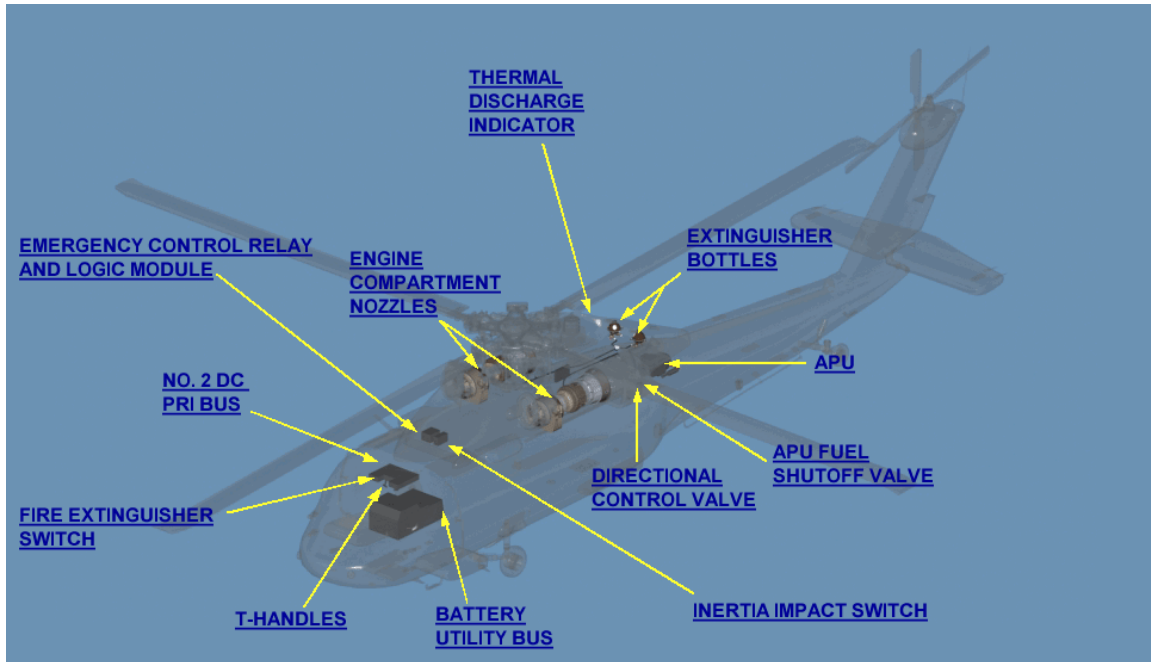 THERMAL
DISCHARGE
INDICATOR
EMERGENCY CONTROL RELAY
AND LOGIC MODULE
ENGINE
COMPARTMENT
NOZZLES
EXTINGUISHER
BOTTLES
NO. 2 DC
PRI BUS
APU
DIRECTIONAL
CONTROL VALVE
APU FUEL
SHUTOFF VALVE
FIRE EXTINGUISHER
SWITCH
T-HANDLES
BATTERY
UTILITY BUS
INERTIA IMPACT SWITCH